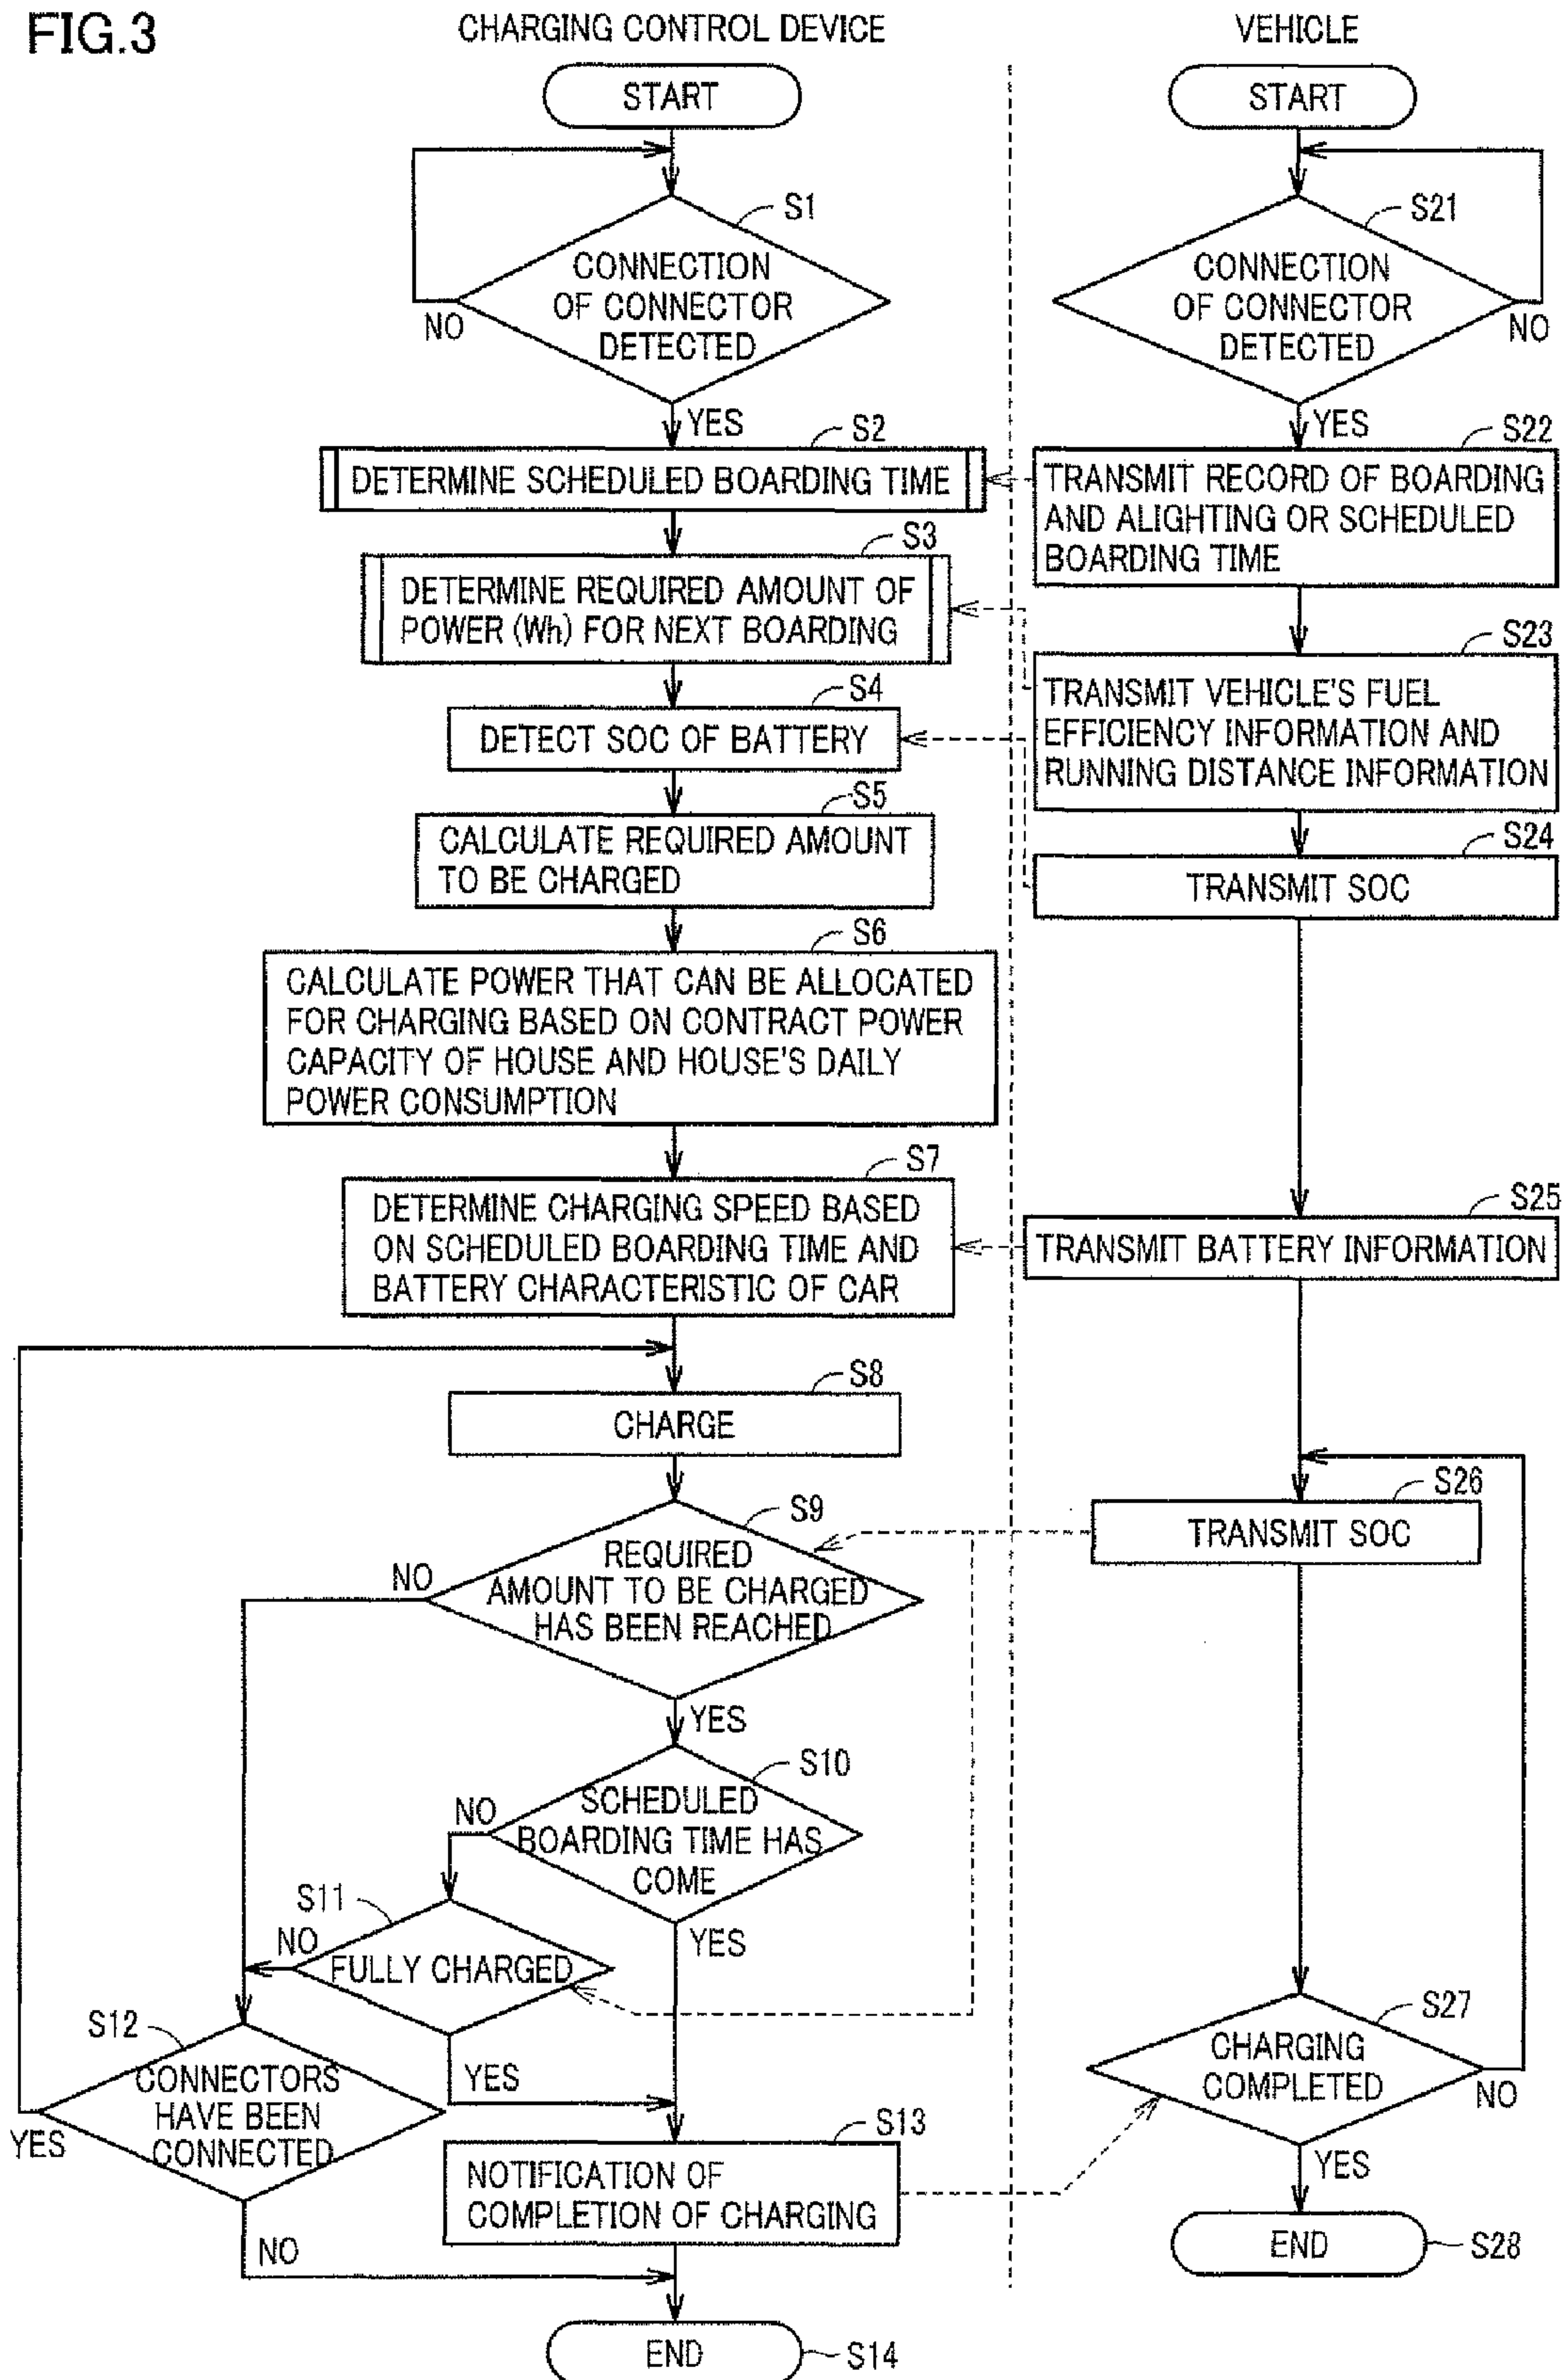 FIG.3
CHARGING CONTROL DEVICE
START
S1
CONNECTION
OF CONNECTOR
DETECTED
NO
YES
S2
DETERMINE SCHEDULED BOARDING TIME
S3
DETERMINE REQUIRED AMOUNT OF
POWER (Wh) FOR NEXT BOARDING
S4
DETECT SOC OF BATTERY
S5
CALCULATE REQUIRED AMOUNT
TO BE CHARGED
S6
CALCULATE POWER THAT CAN BE ALLOCATED
FOR CHARGING BASED ON CONTRACT POWER
CAPACITY OF HOUSE AND HOUSE'S DAILY
POWER CONSUMPTION
S7
DETERMINE CHARGING SPEED BASED
ON SCHEDULED BOARDING TIME AND
BATTERY CHARACTERISTIC OF CAR
S8
CHARGE
S9
REQUIRED
AMOUNT TO BE CHARGED
HAS BEEN REACHED
NO
YES
S10
SCHEDULED
BOARDING TIME HAS
COME
NO
YES
S11
FULLY CHARGED
NO
YES
S12
CONNECTORS
HAVE BEEN
CONNECTED
YES
NO
S13
NOTIFICATION OF
COMPLETION OF CHARGING
END
S14
VEHICLE
START
S21
CONNECTION
OF CONNECTOR
DETECTED
NO
YES
S22
TRANSMIT RECORD OF BOARDING
AND ALIGHTING OR SCHEDULED
BOARDING TIME
S23
TRANSMIT VEHICLE'S FUEL
EFFICIENCY INFORMATION AND
RUNNING DISTANCE INFORMATION
S24
TRANSMIT SOC
S25
TRANSMIT BATTERY INFORMATION
S26
TRANSMIT SOC
S27
CHARGING
COMPLETED
NO
YES
END
S28